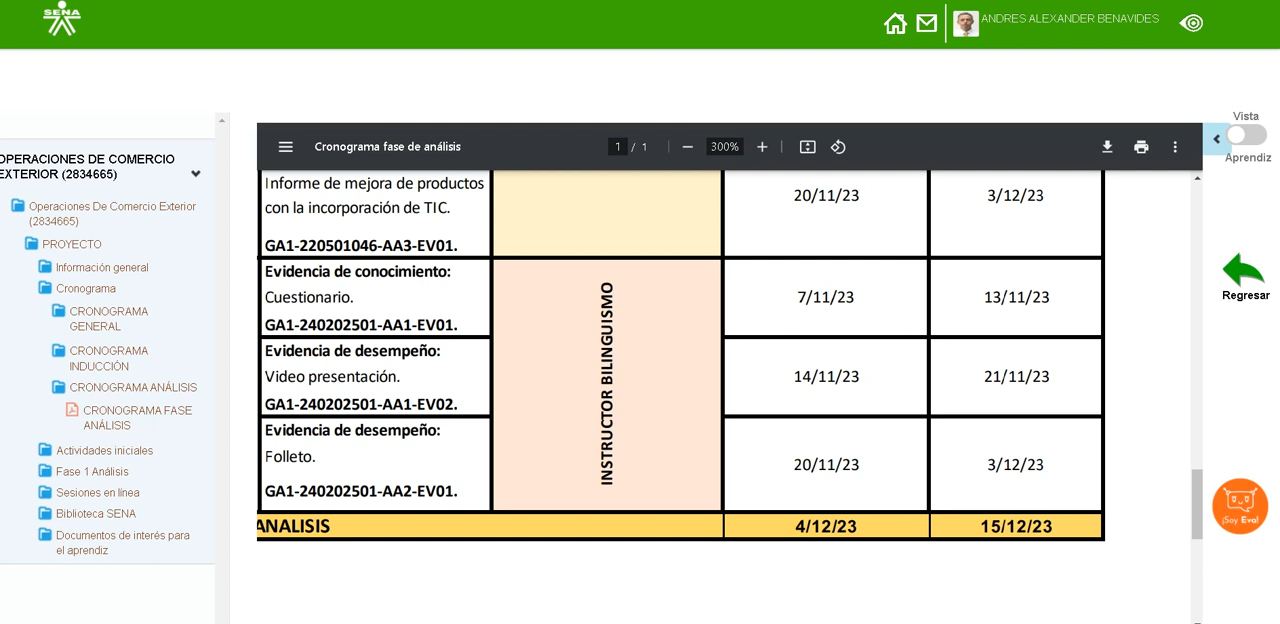 SENA
ANDRES ALEXANDER BENAVIDES
OPERACIONES DE COMERCIO
EXTERIOR (2834665)
Operaciones De Comercio Exterior
(2834665)
PROYECTO
Información general
Cronograma
CRONOGRAMA
GENERAL
CRONOGRAMA
INDUCCIÓN
CRONOGRAMA ANÁLISIS
CRONOGRAMA FASE
ANÁLISIS
Actividades iniciales
Fase 1 Análisis
Sesiones en línea
Biblioteca SENA
Documentos de interés para
el aprendiz
Cronograma fase de análisis
1 / 1
300%
Informe de mejora de productos
con la incorporación de TIC.
GA1-220501046-AA3-EV01.
20/11/23
3/12/23
Evidencia de conocimiento:
Cuestionario.
GA1-240202501-AA1-EV01.
INSTRUCTOR BILINGUISMO
7/11/23
13/11/23
Evidencia de desempeño:
Video presentación.
GA1-240202501-AA1-EV02.
14/11/23
21/11/23
Evidencia de desempeño:
Folleto.
GA1-240202501-AA2-EV01.
20/11/23
3/12/23
ANALISIS
4/12/23
15/12/23
Vista
Aprendiz
Regresar
¡Soy Eva!